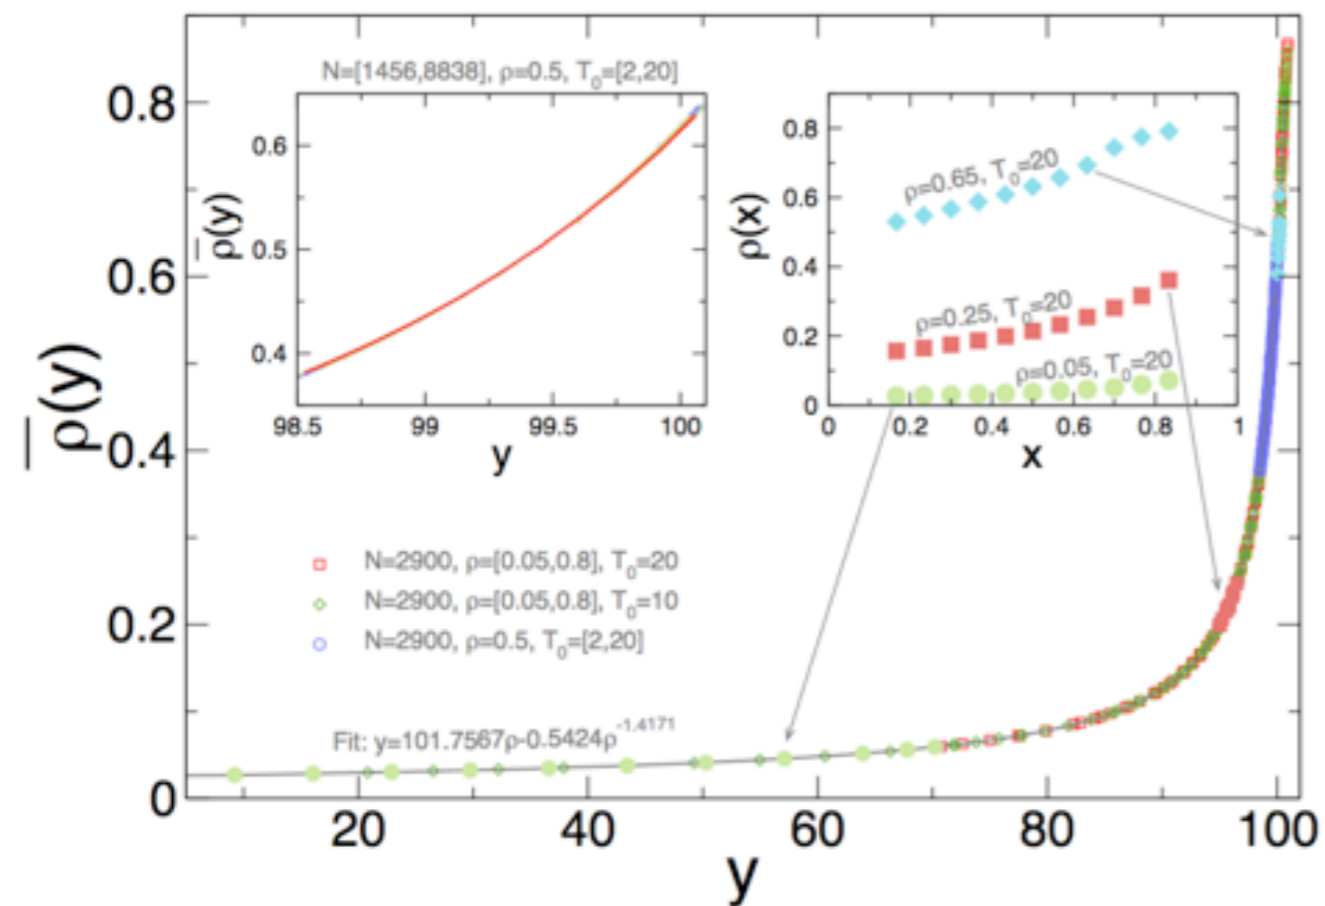 N=[1456,8838], ρ=0.5, T₀=[2,20]
0.6
0.5
0.4
ρ̅(y)
98.5 99 99.5 100
y
0.8
0.6
0.4
0.2
0
ρ(x)
ρ=0.65, T₀=20
ρ=0.25, T₀=20
ρ=0.05, T₀=20
0 0.2 0.4 0.6 0.8 1
x
0.8
0.6
0.4
0.2
0
ρ̅(y)
N=2900, ρ=[0.05,0.8], T₀=20
N=2900, ρ=[0.05,0.8], T₀=10
N=2900, ρ=0.5, T₀=[2,20]
Fit: y=101.7567ρ-0.5424ρ⁻¹·⁴¹⁷¹
20 40 60 80 100
y